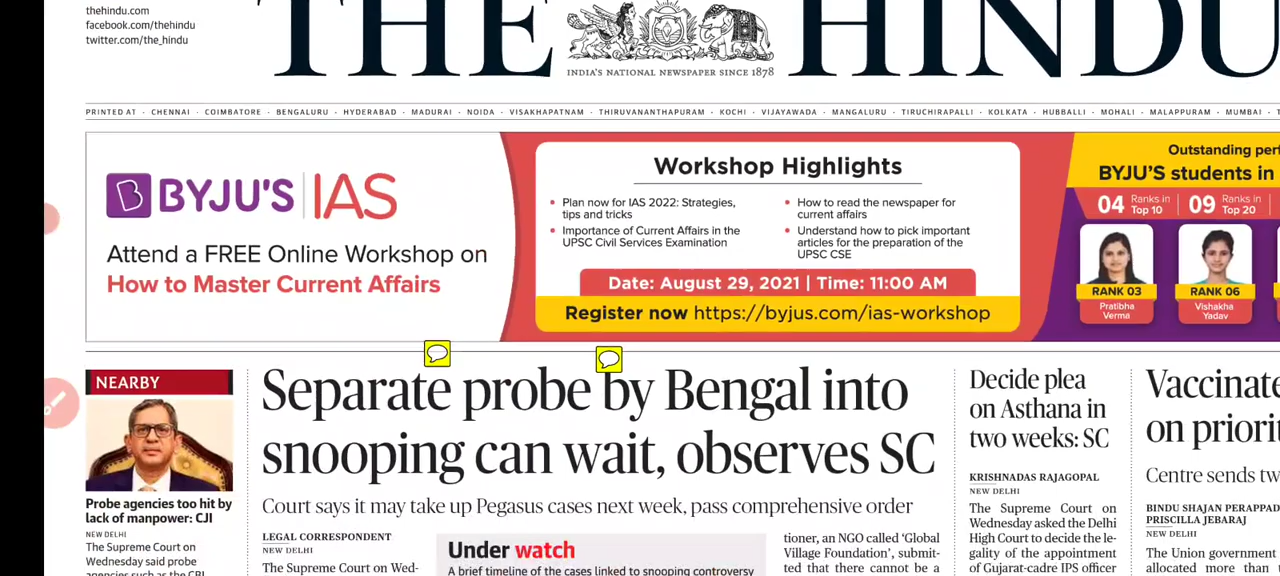 thehindu.com
facebook.com/thehindu
twitter.com/the_hindu
THE HINDU
INDIA'S NATIONAL NEWSPAPER SINCE 1878
PRINTED AT · CHENNAI · COIMBATORE · BENGALURU · HYDERABAD · MADURAI · NOIDA · VISAKHAPATNAM · THIRUVANANTHAPURAM · KOCHI · VIJAYAWADA · MANGALURU · TIRUCHIRAPALLI · KOLKATA · HUBBALLI · MOHALI · MALAPPURAM · MUMBAI ·
BYJU'S IAS
Attend a FREE Online Workshop on
How to Master Current Affairs
Workshop Highlights
• Plan now for IAS 2022: Strategies,
tips and tricks
• Importance of Current Affairs in the
UPSC Civil Services Examination
• How to read the newspaper for
current affairs
• Understand how to pick important
articles for the preparation of the
UPSC CSE
Date: August 29, 2021 | Time: 11:00 AM
Register now https://byjus.com/ias-workshop
Outstanding
BYJU'S students in
04 Ranks in Top 10
09 Ranks in Top 20
RANK 03
Pratibha
Verma
RANK 06
Vishakha
Yadav
NEARBY
Probe agencies too hit by
lack of manpower: CJI
NEW DELHI
The Supreme Court on
Wednesday said probe
agencies such as the CBI
Separate probe by Bengal into
snooping can wait, observes SC
Court says it may take up Pegasus cases next week, pass comprehensive order
LEGAL CORRESPONDENT
NEW DELHI
The Supreme Court on Wed-
Under watch
A brief timeline of the cases linked to snooping controversy
tioner, an NGO called 'Global
Village Foundation', submit-
ted that there cannot be a
Decide plea
on Asthana in
two weeks: SC
KRISHNADAS RAJAGOPAL
NEW DELHI
The Supreme Court on
Wednesday asked the Delhi
High Court to decide the le-
gality of the appointment
of Gujarat-cadre IPS officer
Vaccinate
on priori
Centre sends tw
BINDU SHAJAN PERAPPAD
PRISCILLA JEBARAJ
NEW DELHI
The Union government
allocated more than